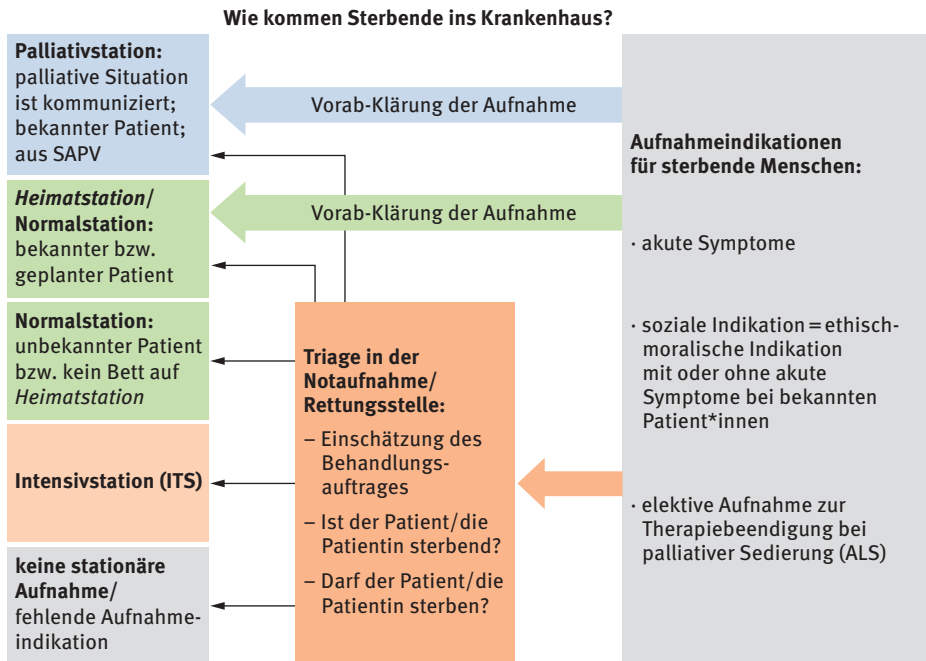 Wie kommen Sterbende ins Krankenhaus?
Palliativstation:
palliative Situation
ist kommuniziert;
bekannter Patient;
aus SAPV
Vorab-Klärung der Aufnahme
Heimatstation/
Normalstation:
bekannter bzw.
geplanter Patient
Vorab-Klärung der Aufnahme
Normalstation:
unbekannter Patient
bzw. kein Bett auf
Heimatstation
Intensivstation (ITS)
keine stationäre
Aufnahme/
fehlende Aufnahme-
indikation
Triage in der
Notaufnahme/
Rettungsstelle:
– Einschätzung des
Behandlungs-
auftrages
– Ist der Patient/die
Patientin sterbend?
– Darf der Patient/die
Patientin sterben?
Aufnahmeindikationen
für sterbende Menschen:
· akute Symptome
· soziale Indikation = ethisch-
moralische Indikation
mit oder ohne akute
Symptome bei bekannten
Patient*innen
· elektive Aufnahme zur
Therapiebeendigung bei
palliativer Sedierung (ALS)